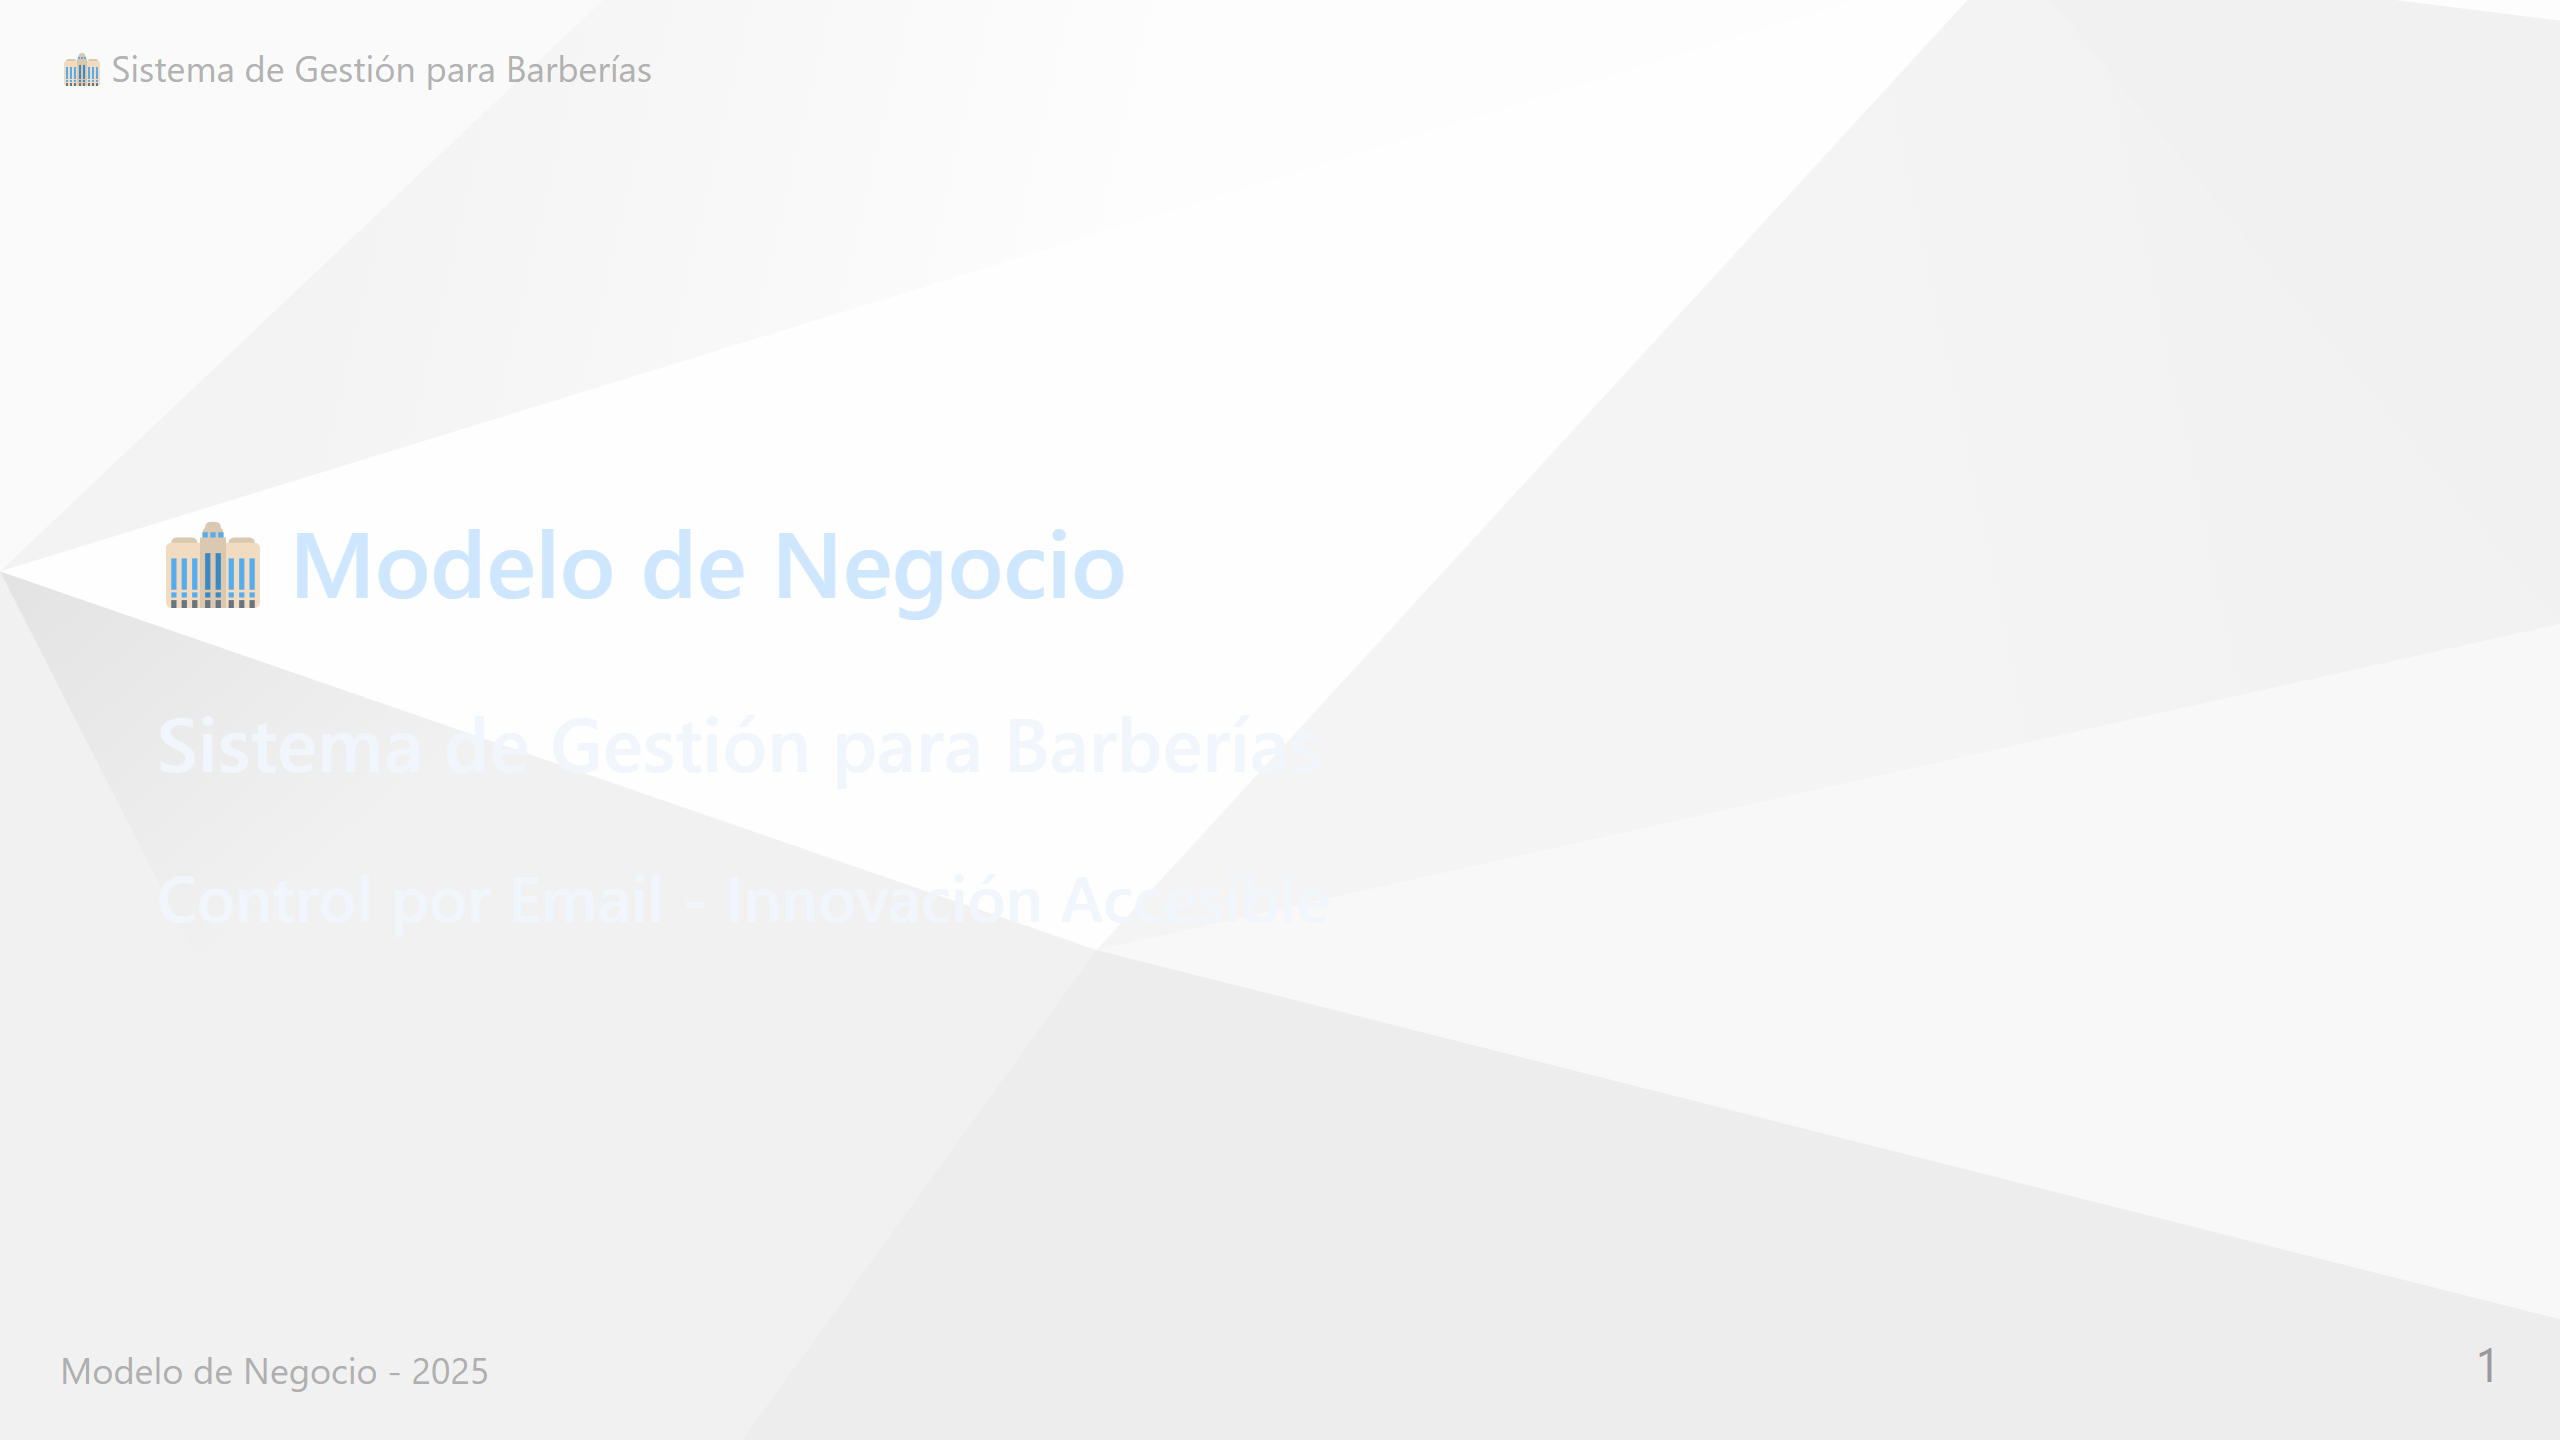 Sistema de Gestión para Barberías
Modelo de Negocio
Sistema de Gestión para Barberías
Control por Email - Innovación Accesible
Modelo de Negocio - 2025
1